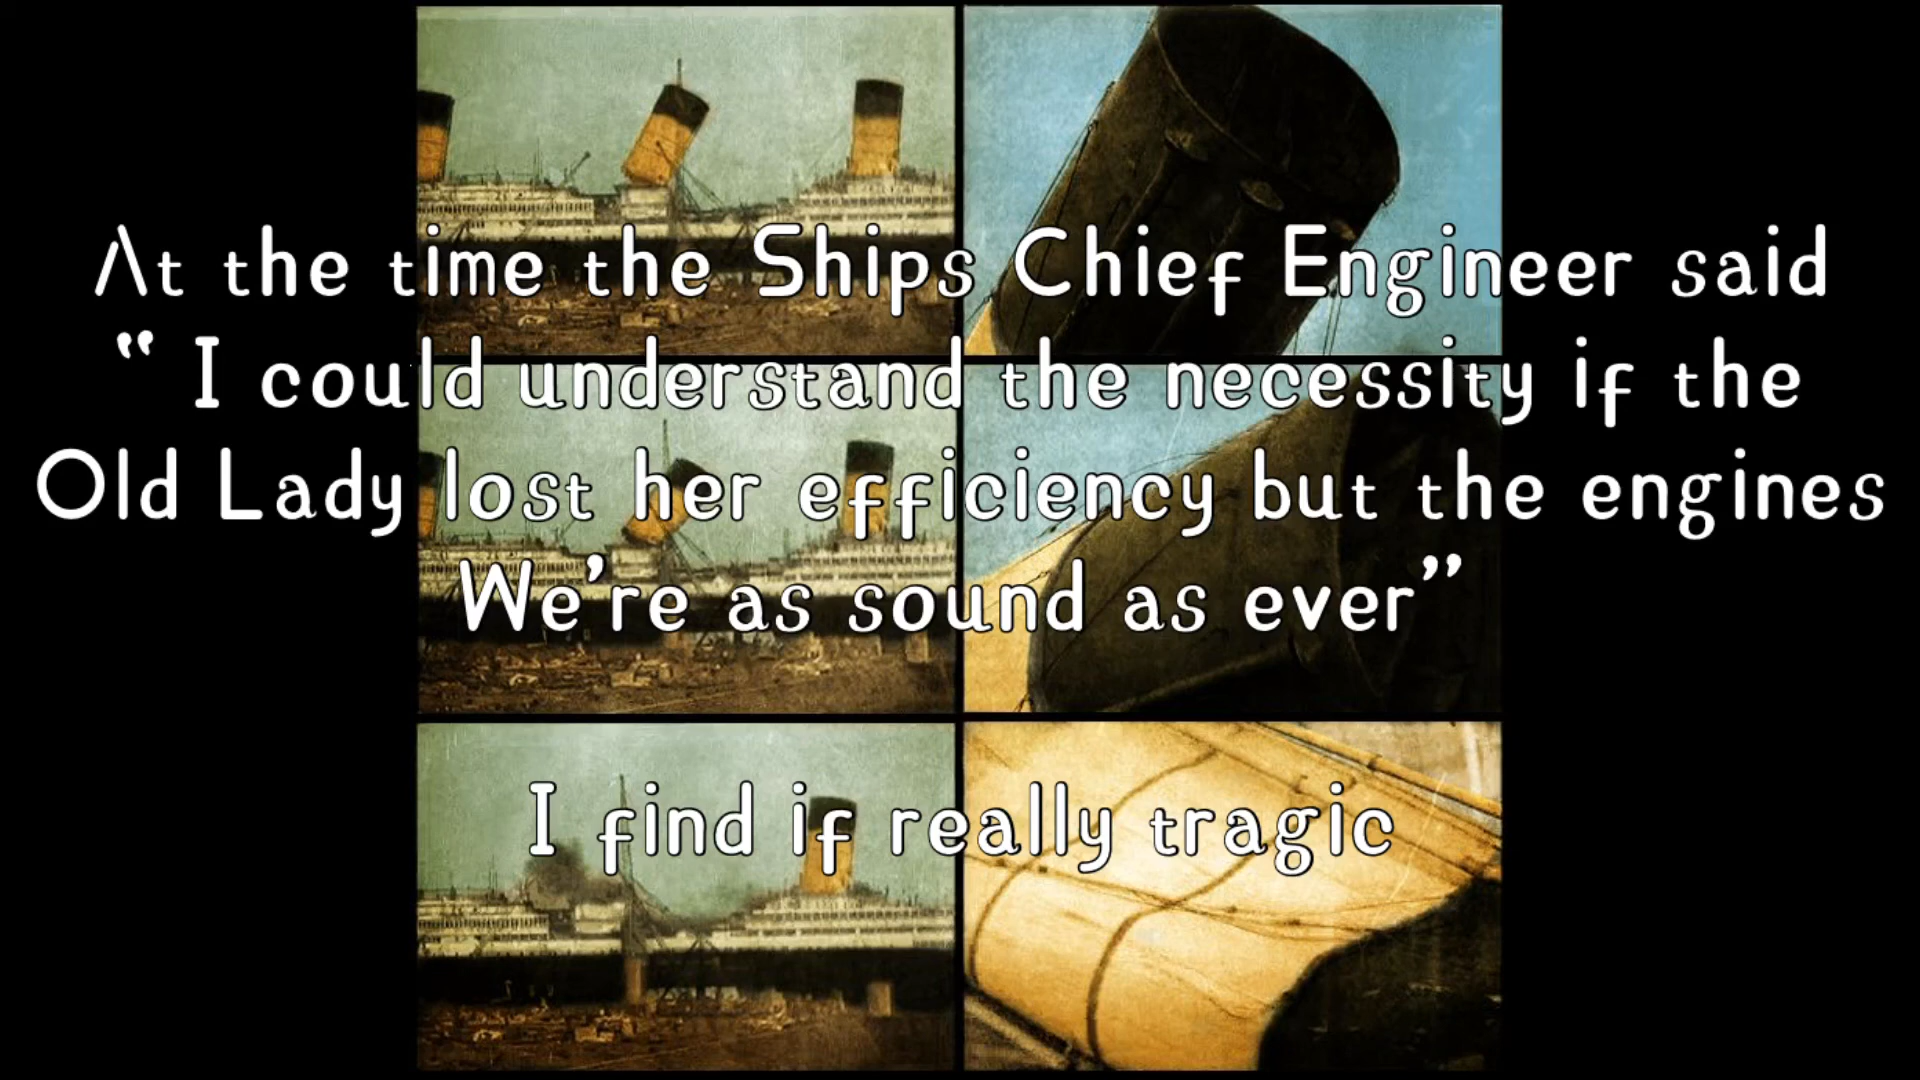 At the time the Ships Chief Engineer said
“ I could understand the necessity if the
Old Lady lost her efficiency but the engines
We’re as sound as ever”
I find if really tragic